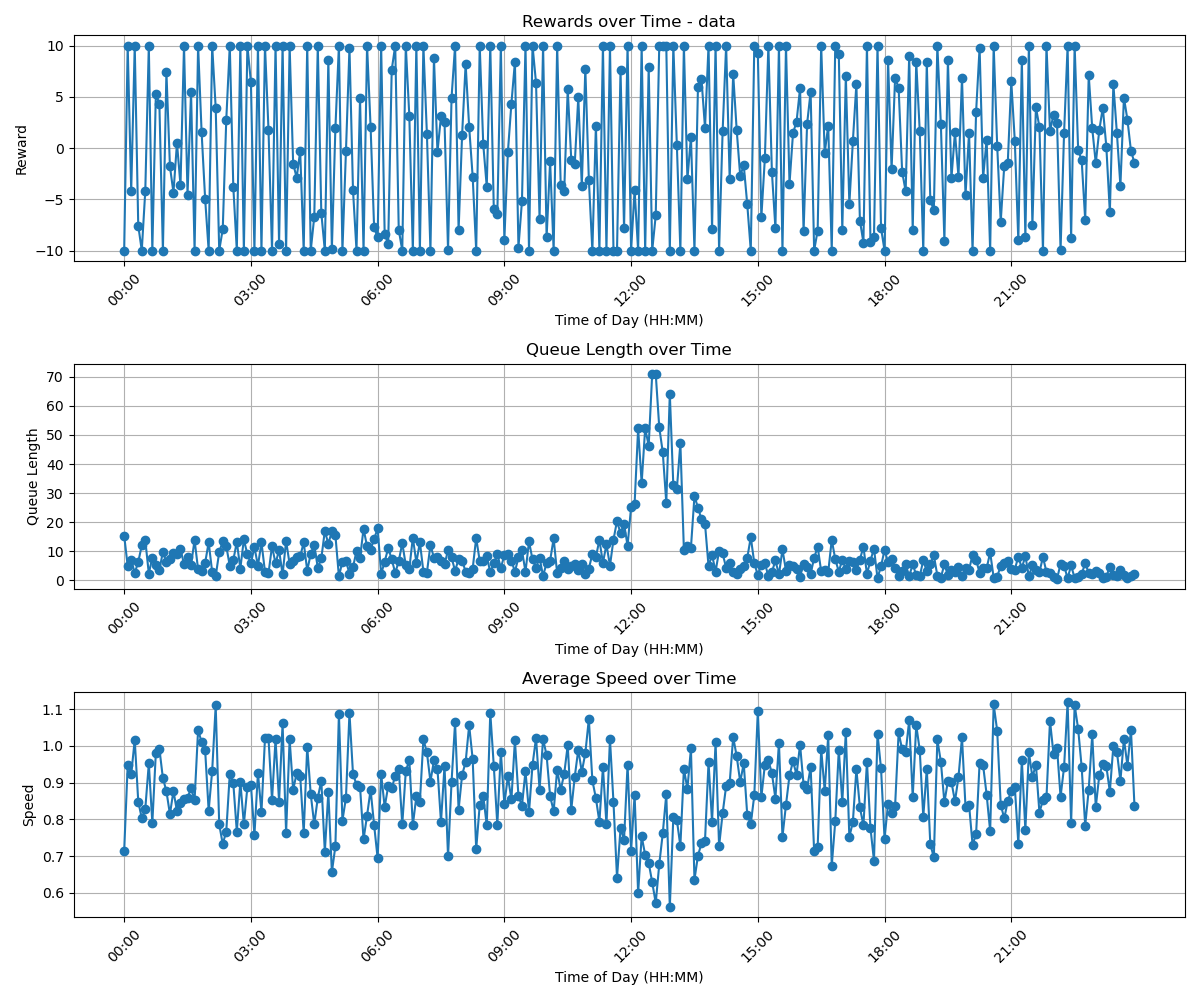 Rewards over Time - data
Reward
10
5
0
−5
−10
00:00 03:00 06:00 09:00 12:00 15:00 18:00 21:00
Time of Day (HH:MM)
Queue Length over Time
Queue Length
70
60
50
40
30
20
10
0
00:00 03:00 06:00 09:00 12:00 15:00 18:00 21:00
Time of Day (HH:MM)
Average Speed over Time
Speed
1.1
1.0
0.9
0.8
0.7
0.6
00:00 03:00 06:00 09:00 12:00 15:00 18:00 21:00
Time of Day (HH:MM)